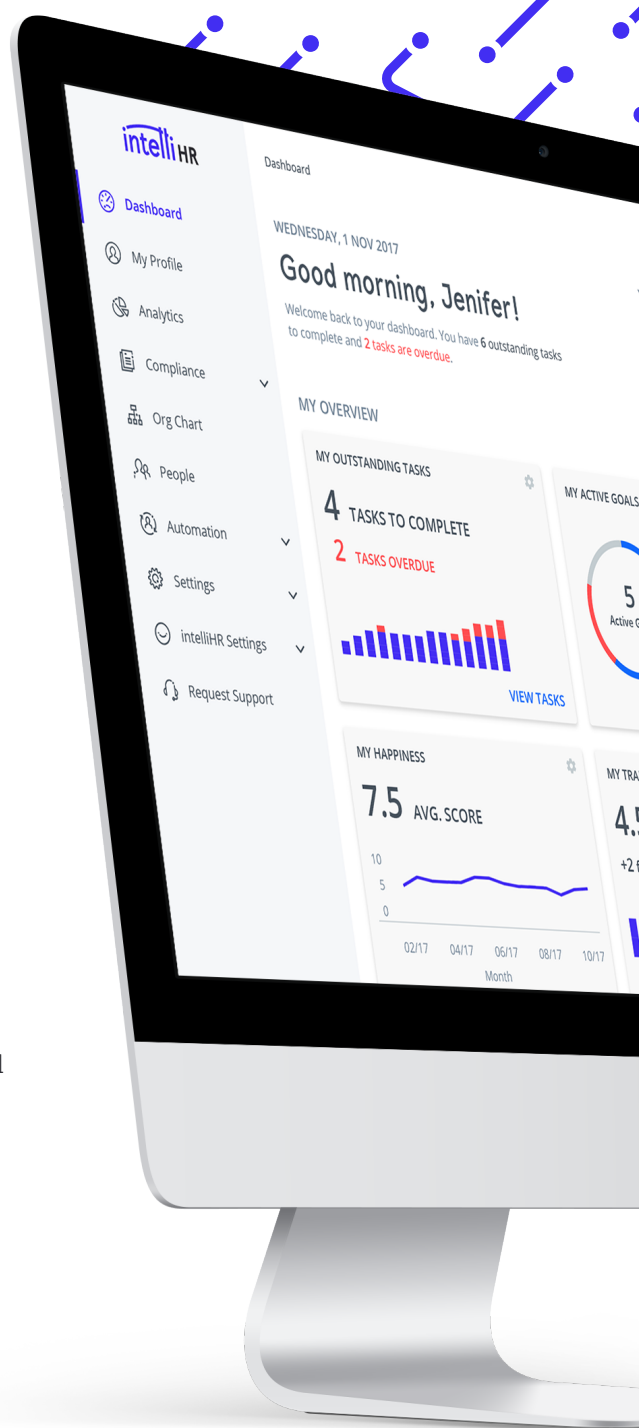 intelliHR
Dashboard
My Profile
Analytics
Compliance
Org Chart
People
Automation
Settings
intelliHR Settings
Request Support
Dashboard
WEDNESDAY, 1 NOV 2017
Good morning, Jenifer!
Welcome back to your dashboard. You have 6 outstanding tasks
to complete and 2 tasks are overdue.
MY OVERVIEW
MY OUTSTANDING TASKS
4 TASKS TO COMPLETE
2 TASKS OVERDUE
VIEW TASKS
MY ACTIVE GOALS
5
Active
MY HAPPINESS
7.5 AVG. SCORE
10
5
0
02/17 04/17 06/17 08/17 10/17
Month
MY